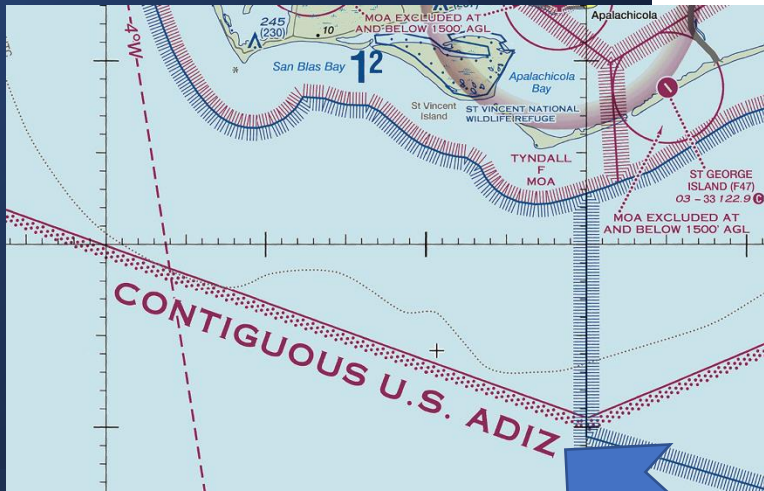 245
(230)
10
MOA EXCLUDED AT
AND BELOW 1500' AGL
Apalachicola
4°W
San Blas Bay
1²
Apalachicola
Bay
St Vincent
Island
ST VINCENT NATIONAL
WILDLIFE REFUGE
TYNDALL
F
MOA
ST GEORGE
ISLAND (F47)
03 - 33 122.9 C
MOA EXCLUDED AT
AND BELOW 1500' AGL
CONTIGUOUS U.S. ADIZ